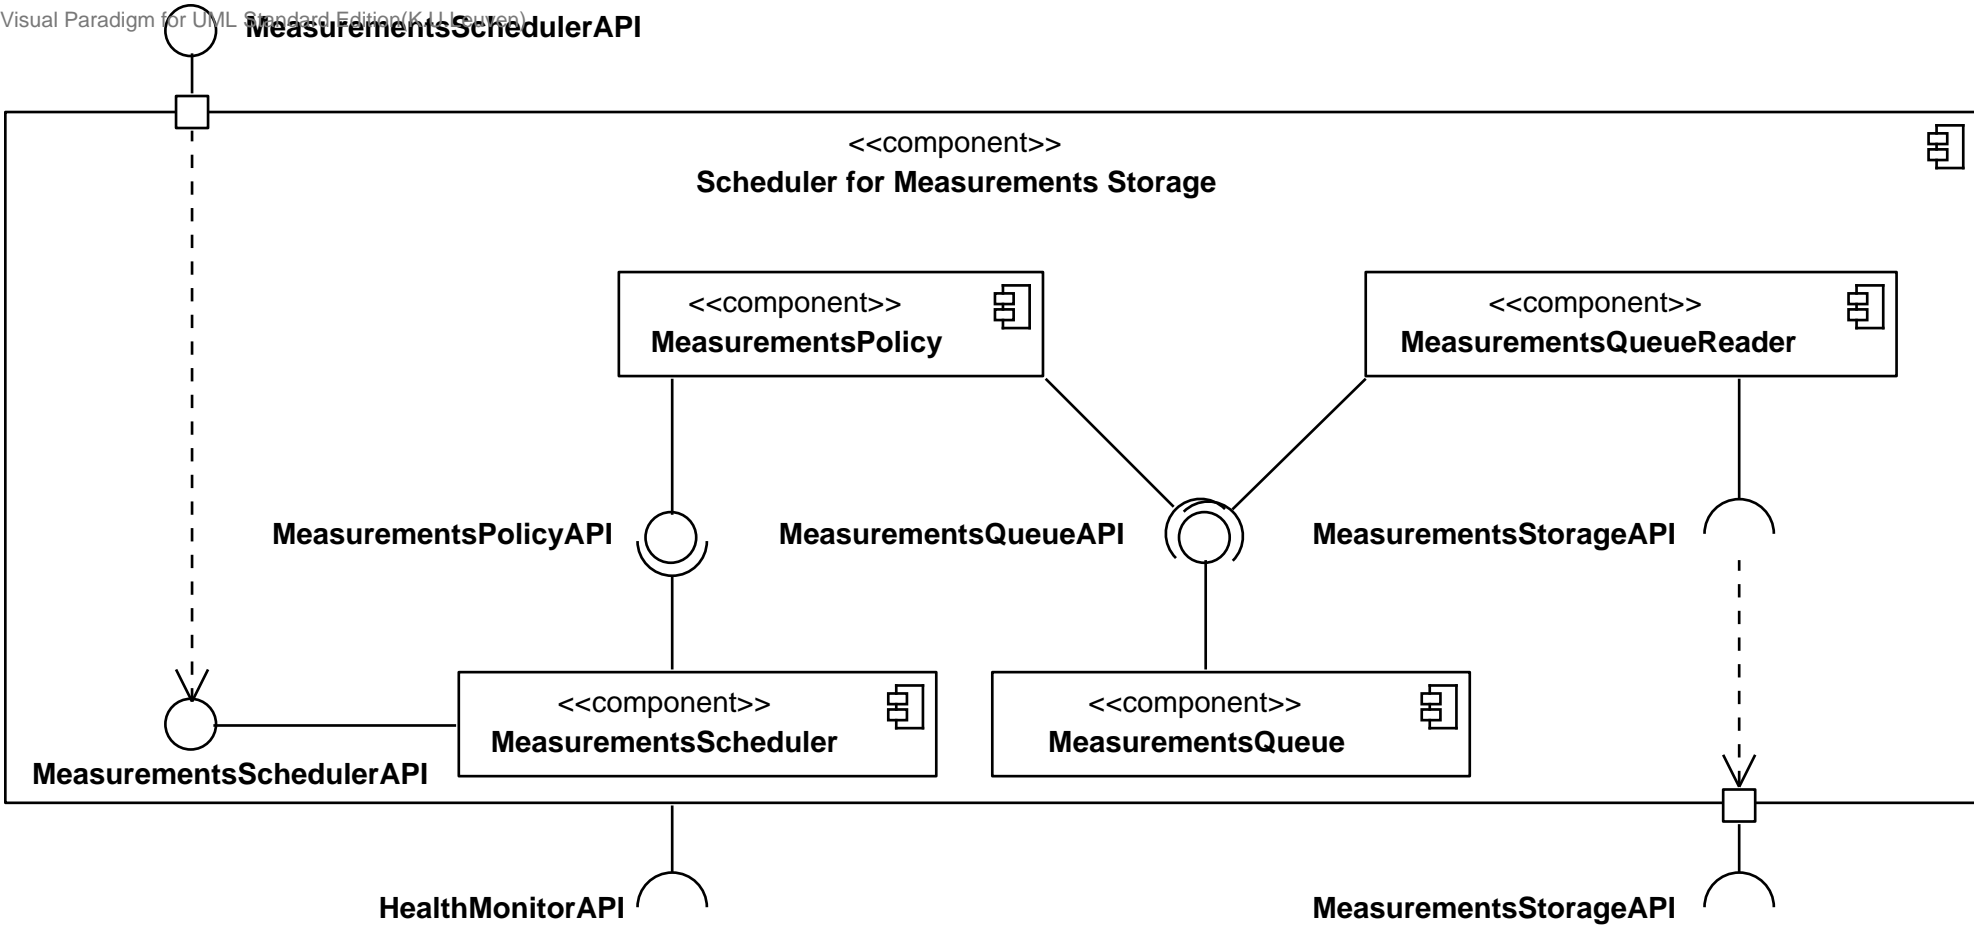 Visual Paradigm for UML Standard Edition(K.U.Leuven)
MeasurementsSchedulerAPI
<<component>>
Scheduler for Measurements Storage
<<component>>
MeasurementsPolicy
<<component>>
MeasurementsQueueReader
MeasurementsPolicyAPI
MeasurementsQueueAPI
MeasurementsStorageAPI
<<component>>
MeasurementsScheduler
<<component>>
MeasurementsQueue
MeasurementsSchedulerAPI
HealthMonitorAPI
MeasurementsStorageAPI